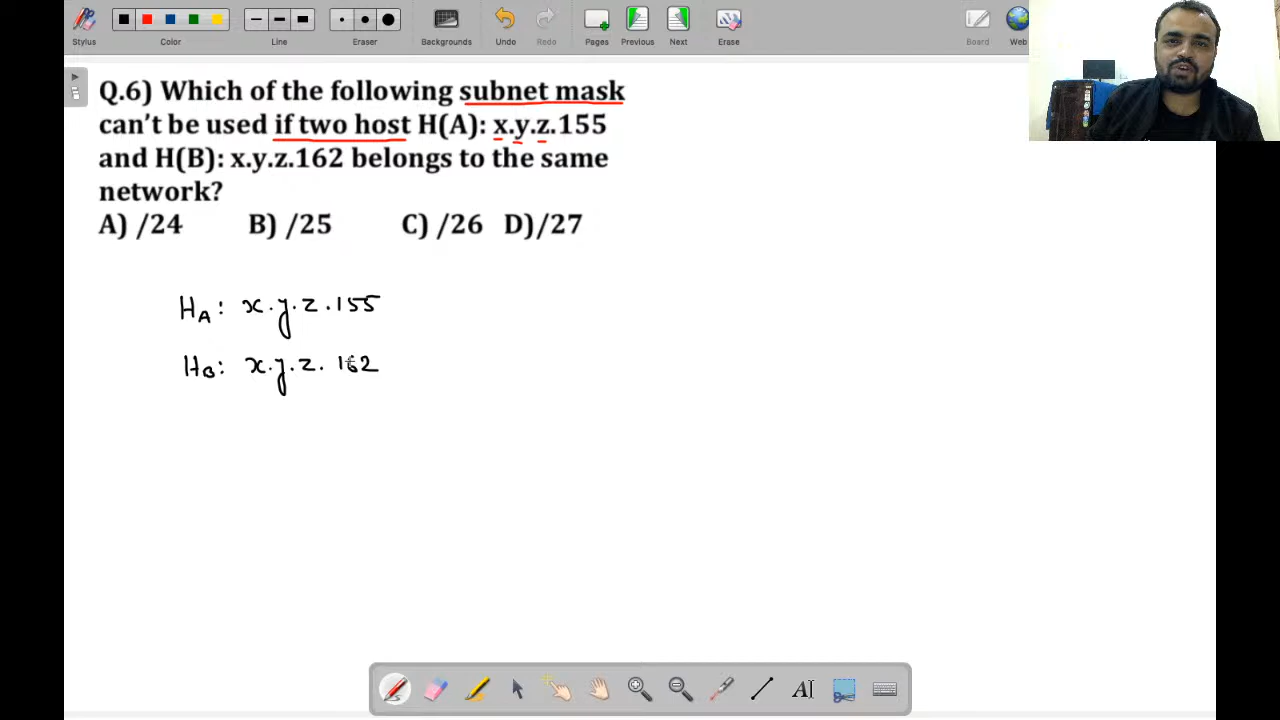 Stylus
Color
Line
Eraser
Backgrounds
Undo
Redo
Pages
Previous
Next
Erase
Board
Web
Q.6) Which of the following subnet mask
can't be used if two host H(A): x.y.z.155
and H(B): x.y.z.162 belongs to the same
network?
A) /24 B) /25 C) /26 D)/27
HA: x.y.z.155
HB: x.y.z.162